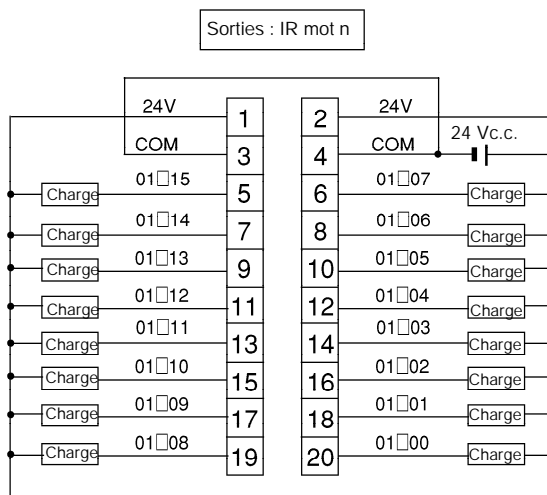 Sorties : IR mot n
24V 1 2 24V
24 Vc.c.
COM 3 4 COM
Charge 01□15 5 6 01□07 Charge
Charge 01□14 7 8 01□06 Charge
Charge 01□13 9 10 01□05 Charge
Charge 01□12 11 12 01□04 Charge
Charge 01□11 13 14 01□03 Charge
Charge 01□10 15 16 01□02 Charge
Charge 01□09 17 18 01□01 Charge
Charge 01□08 19 20 01□00 Charge